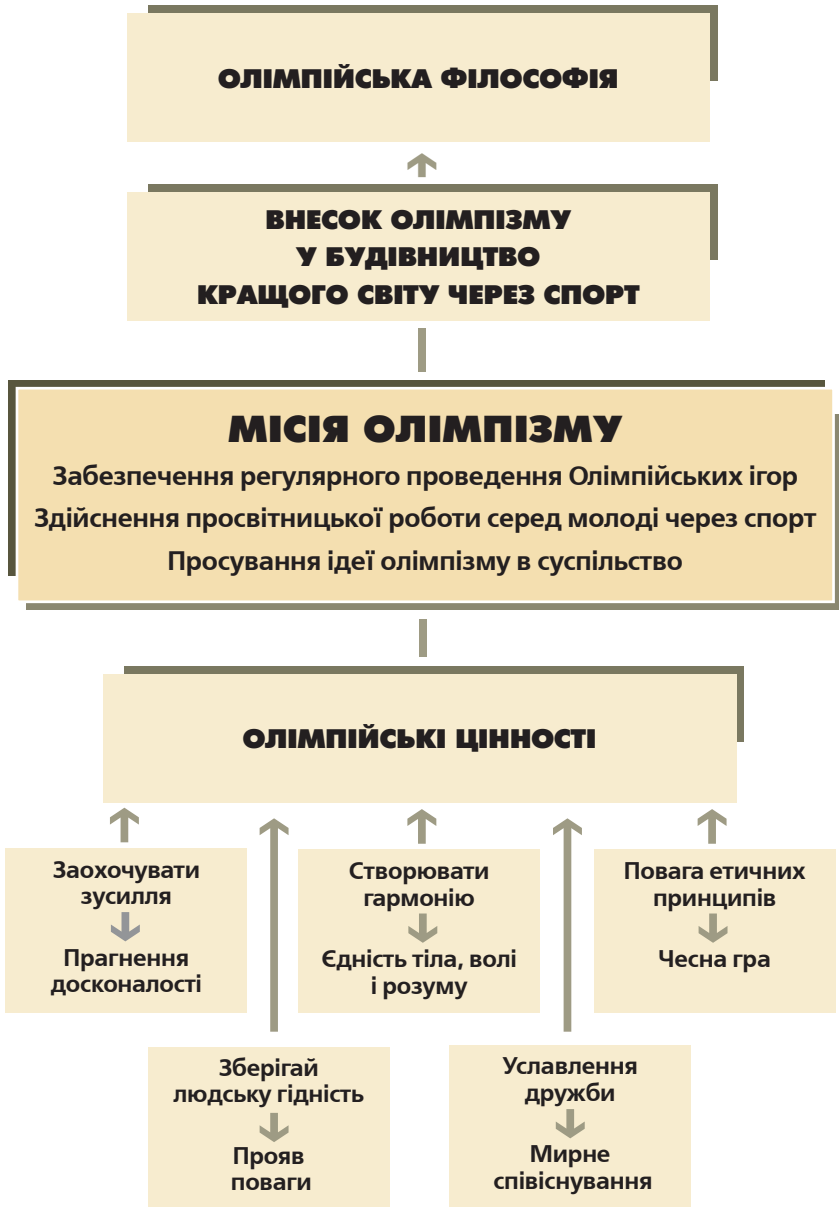 ОЛІМПІЙСЬКА ФІЛОСОФІЯ
ВНЕСОК ОЛІМПІЗМУ
У БУДІВНИЦТВО
КРАЩОГО СВІТУ ЧЕРЕЗ СПОРТ
МІСІЯ ОЛІМПІЗМУ
Забезпечення регулярного проведення Олімпійських ігор
Здійснення просвітницької роботи серед молоді через спорт
Просування ідеї олімпізму в суспільство
ОЛІМПІЙСЬКІ ЦІННОСТІ
Заохочувати
зусилля
Прагнення
досконалості
Створювати
гармонію
Єдність тіла, волі
і розуму
Повага етичних
принципів
Чесна гра
Зберігай
людську гідність
Прояв
поваги
Уславлення
дружби
Мирне
співіснування